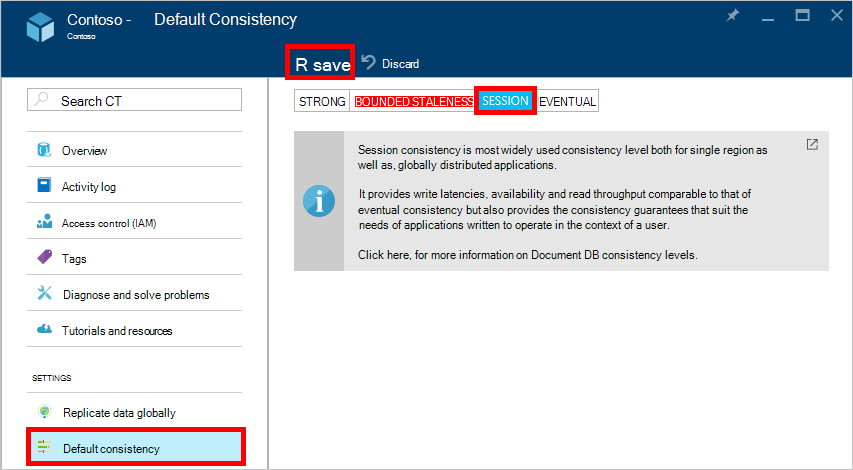 Contoso - Default Consistency
Contoso
R save Discard
Search CT
STRONG BOUNDED STALENESS SESSION EVENTUAL
Overview
Activity log
Access control (IAM)
Tags
Diagnose and solve problems
Tutorials and resources
SETTINGS
Replicate data globally
Default consistency
Session consistency is most widely used consistency level both for single region as
well as, globally distributed applications.
It provides write latencies, availability and read throughput comparable to that of
eventual consistency but also provides the consistency guarantees that suit the
needs of applications written to operate in the context of a user.
Click here, for more information on Document DB consistency levels.